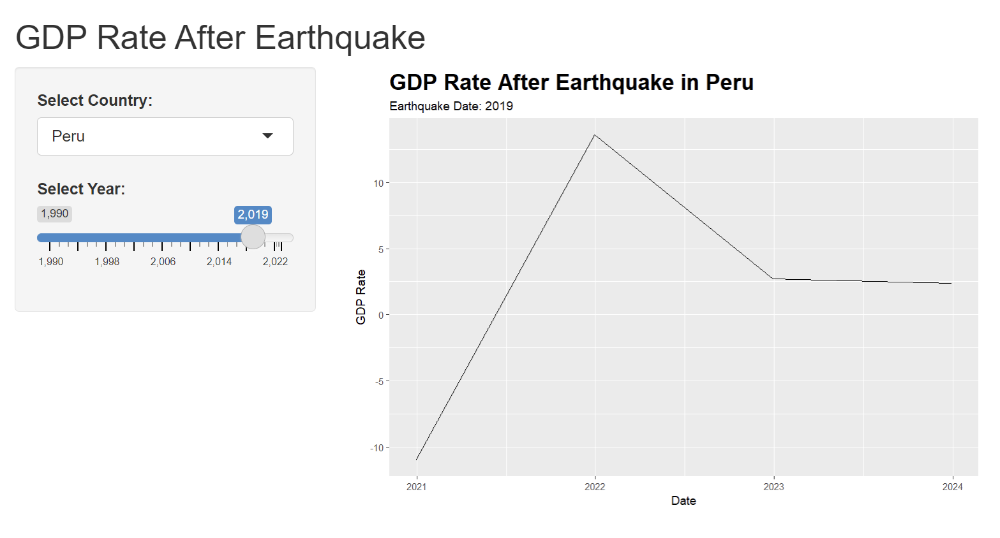 GDP Rate After Earthquake
Select Country:
Peru
Select Year:
1,990
2,019
1,990 1,998 2,006 2,014 2,022
GDP Rate After Earthquake in Peru
Earthquake Date: 2019
GDP Rate
10
5
0
-5
-10
2021 2022 2023 2024
Date